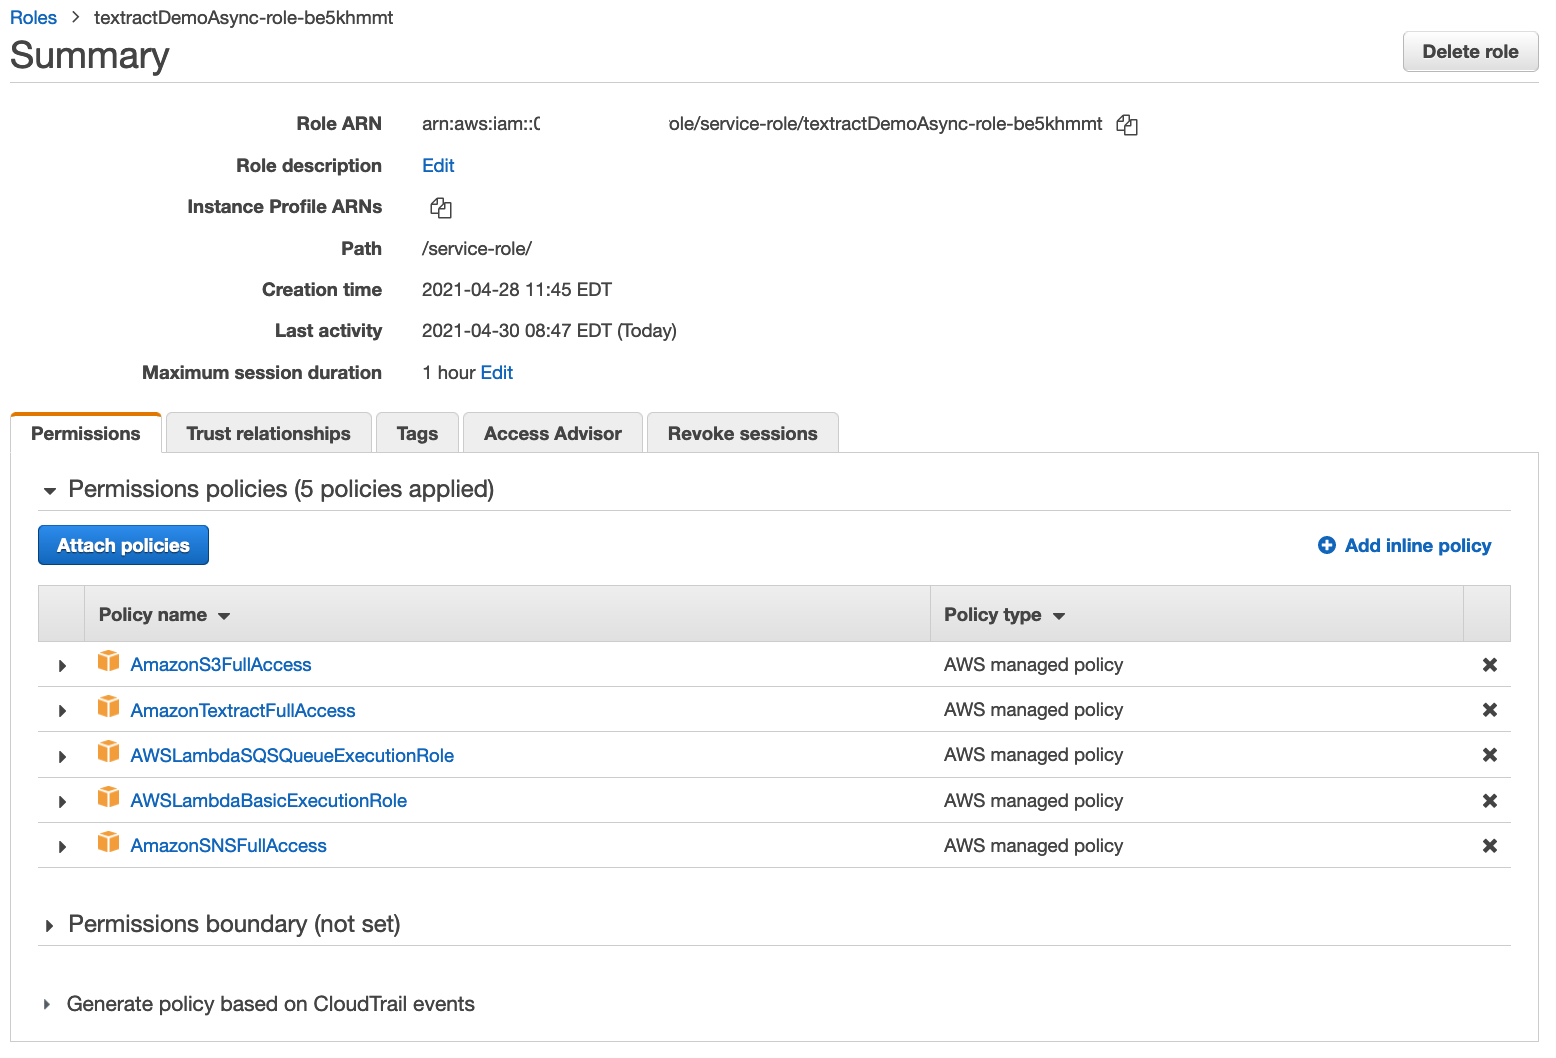 Roles > textractDemoAsync-role-be5khmmt
Summary
Delete role
Role ARN arn:aws:iam::0 ole/service-role/textractDemoAsync-role-be5khmmt
Role description Edit
Instance Profile ARNs
Path /service-role/
Creation time 2021-04-28 11:45 EDT
Last activity 2021-04-30 08:47 EDT (Today)
Maximum session duration 1 hour Edit
Permissions Trust relationships Tags Access Advisor Revoke sessions
Permissions policies (5 policies applied)
Attach policies Add inline policy
Policy name Policy type
AmazonS3FullAccess AWS managed policy
AmazonTextractFullAccess AWS managed policy
AWSLambdaSQSQueueExecutionRole AWS managed policy
AWSLambdaBasicExecutionRole AWS managed policy
AmazonSNSFullAccess AWS managed policy
Permissions boundary (not set)
Generate policy based on CloudTrail events